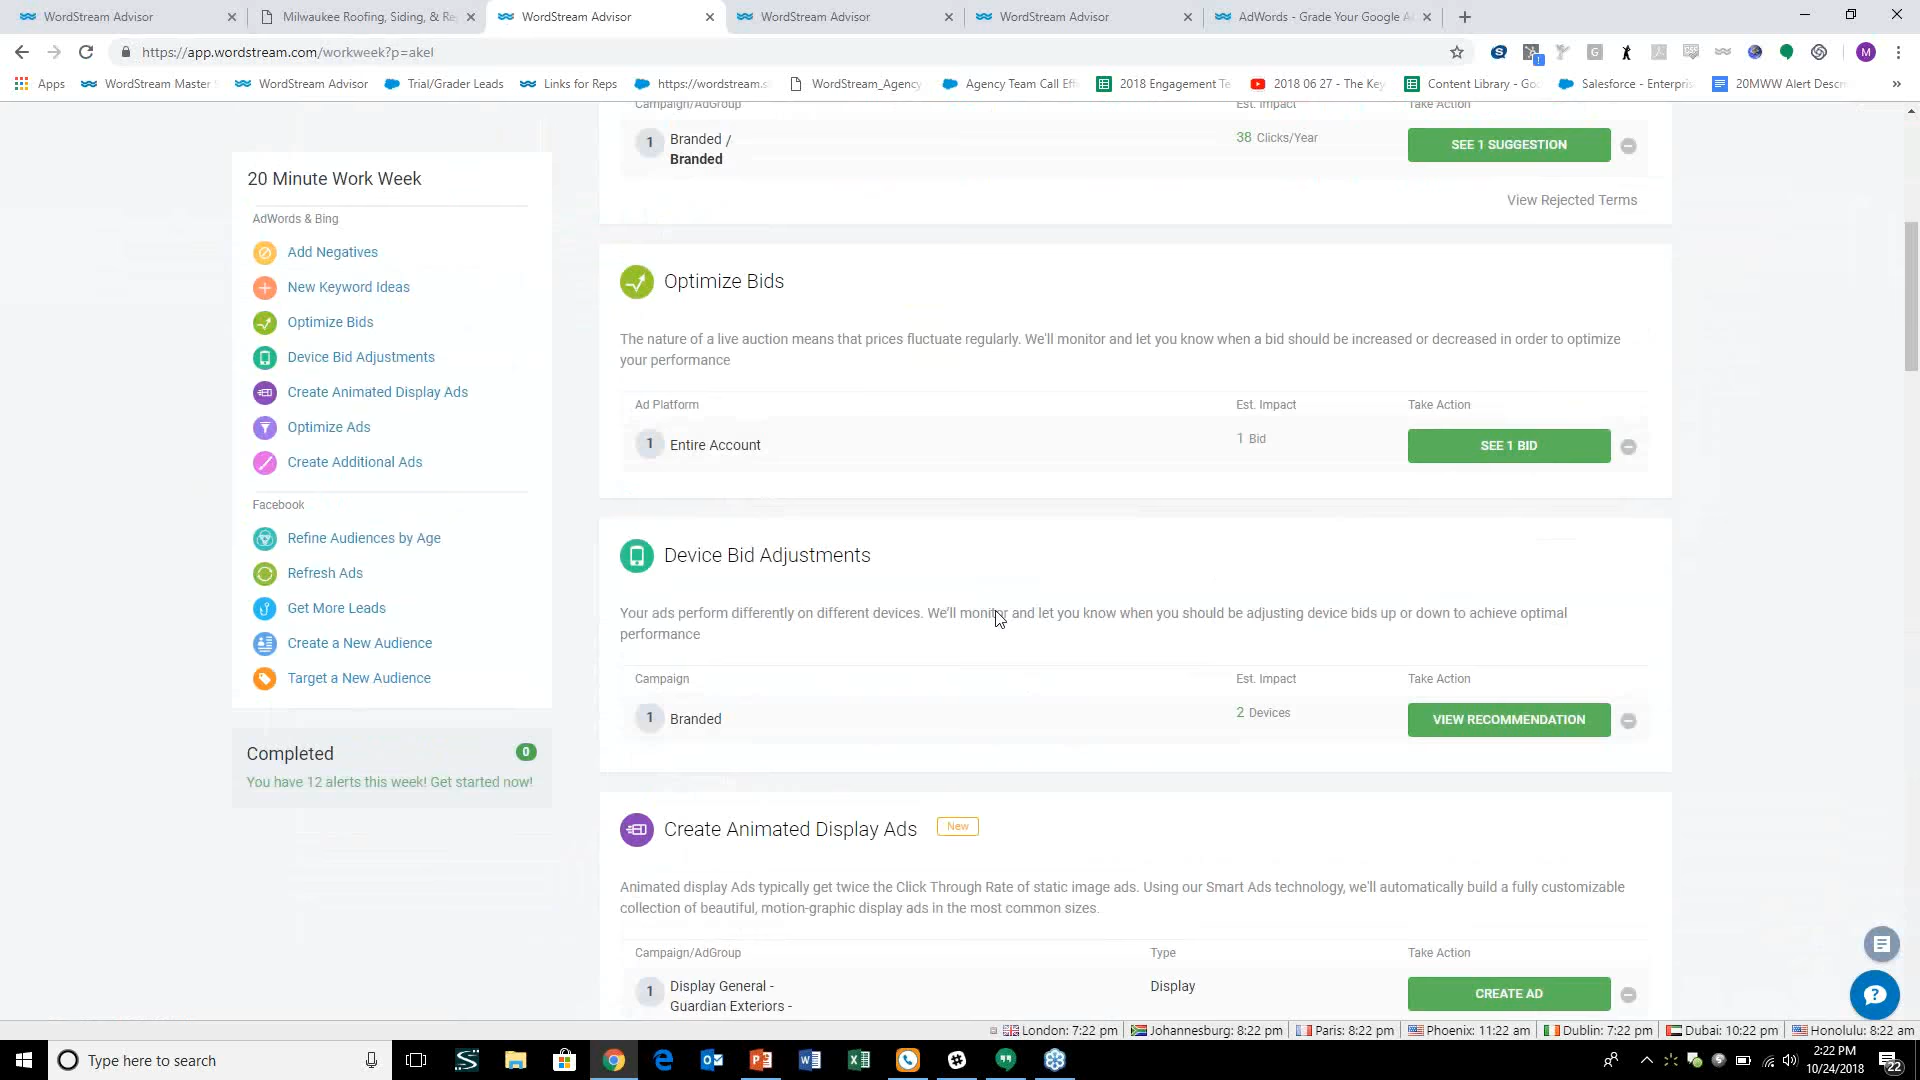 WordStream Advisor
Milwaukee Roofing, Siding, & Re
WordStream Advisor
WordStream Advisor
WordStream Advisor
AdWords - Grade Your Google A
https://app.wordstream.com/workweek?p=akel
Apps
WordStream Master
WordStream Advisor
Trial/Grader Leads
Links for Reps
https://wordstream.s
WordStream_Agency
Agency Team Call Eff
2018 Engagement Te
2018 06 27 - The Key
Content Library - Goo
Salesforce - Enterpris
20MWW Alert Descr
»
20 Minute Work Week
AdWords & Bing
Add Negatives
New Keyword Ideas
Optimize Bids
Device Bid Adjustments
Create Animated Display Ads
Optimize Ads
Create Additional Ads
Facebook
Refine Audiences by Age
Refresh Ads
Get More Leads
Create a New Audience
Target a New Audience
Completed
0
You have 12 alerts this week! Get started now!
Campaign/AdGroup
Est. Impact
Take Action
1
Branded /
Branded
38 Clicks/Year
SEE 1 SUGGESTION
View Rejected Terms
Optimize Bids
The nature of a live auction means that prices fluctuate regularly. We'll monitor and let you know when a bid should be increased or decreased in order to optimize
your performance
Ad Platform
Est. Impact
Take Action
1
Entire Account
1 Bid
SEE 1 BID
Device Bid Adjustments
Your ads perform differently on different devices. We'll monitor and let you know when you should be adjusting device bids up or down to achieve optimal
performance
Campaign
Est. Impact
Take Action
1
Branded
2 Devices
VIEW RECOMMENDATION
Create Animated Display Ads
New
Animated display Ads typically get twice the Click Through Rate of static image ads. Using our Smart Ads technology, we'll automatically build a fully customizable
collection of beautiful, motion-graphic display ads in the most common sizes.
Campaign/AdGroup
Type
Take Action
1
Display General -
Guardian Exteriors -
Display
CREATE AD
London: 7:22 pm
Johannesburg: 8:22 pm
Paris: 8:22 pm
Phoenix: 11:22 am
Dublin: 7:22 pm
Dubai: 10:22 pm
Honolulu: 8:22 am
Type here to search
2:22 PM
10/24/2018
22